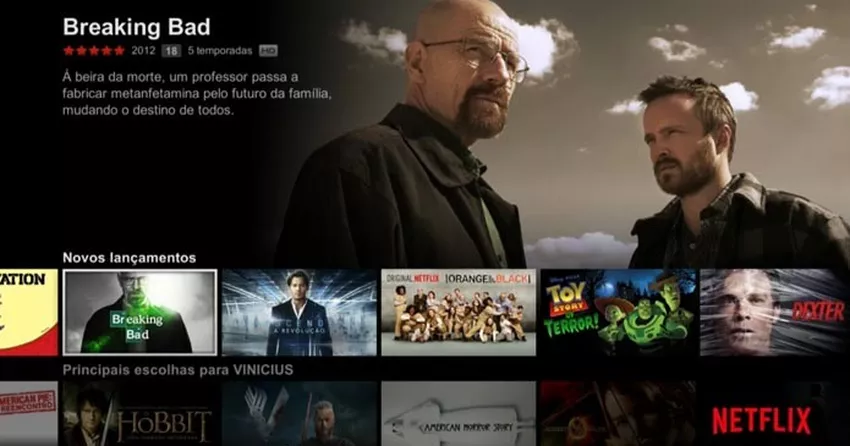 Breaking Bad
2012 18 5 temporadas HD
À beira da morte, um professor passa a
fabricar metanfetamina pelo futuro da família,
mudando o destino de todos.
Novos lançamentos
Breaking
Bad
A REVOLUÇÃO
ORIGINAL NETFLIX
ORANGE IS THE NEW BLACK
DISNEY PIXAR
TOY
STORY
OF
TERROR!
DEXTER
Principais escolhas para VINICIUS
AMERICAN PIE
REENCONTRO
THE
HOBBIT
AMERICAN HORROR STORY
NETFLIX